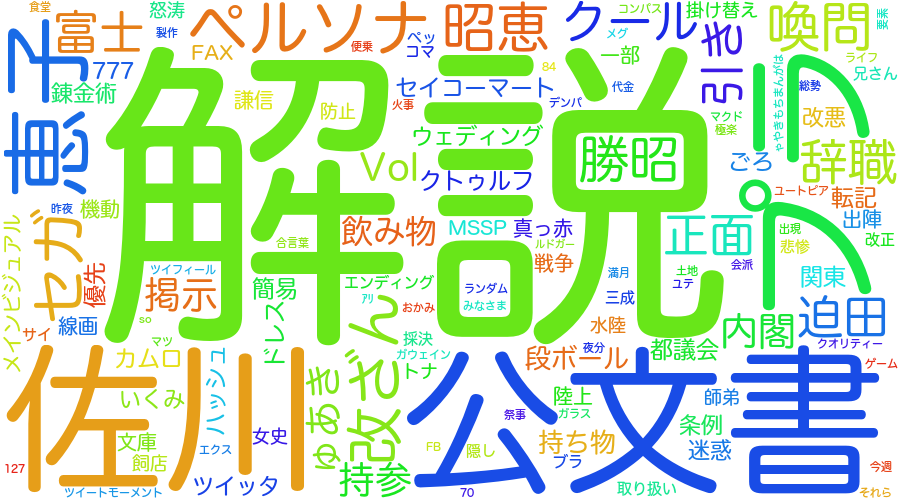 食堂
怒涛
製作
ペルソナ
昭恵
クール
コンパス
掛け替え
喚問
要楽
富士
FAX
便乗
ペッ
コマ
メグ
一部
引き
ライフ
兄さん
恵子
777
錬金術
謙信
防止
火事
セイコーマート
84
デンパ
代金
マクド
極楽
ゃやきもちまんがは
総勢
改悪
解説
勝昭
ウェディング
Vol
クトゥルフ
ごろ
辞職
ユートピア
転記
昨夜
機動
セガ
飲み物
MSSP
真っ赤
正面
ぺ
出現
悲惨
出陣
改正
メインビジュアル
合言葉
ルドガー
戦争
会派
土地
ユテ
関東
ツイフィール
優先
掲示
簡易
エンディング
アリ
ランダム
みなさま
満月
三成
おかみ
迫田
サイ
線画
so
マツ
ドレス
ん
採決
ガウェイン
水陸
夜分
都議会
内閣
クオリティー
カムロ
トナ
段ボール
ゲーム
佐川
公文書
いくみ
ハッシュ
ゅあき
改ざ
陸上
ガラス
祭事
師弟
条例
文庫
飼店
エクス
女史
FB
隠し
持ち物
ブラ
迷惑
127
ツイートモーメント
ツイッタ
持参
70
取り扱い
今週
それら